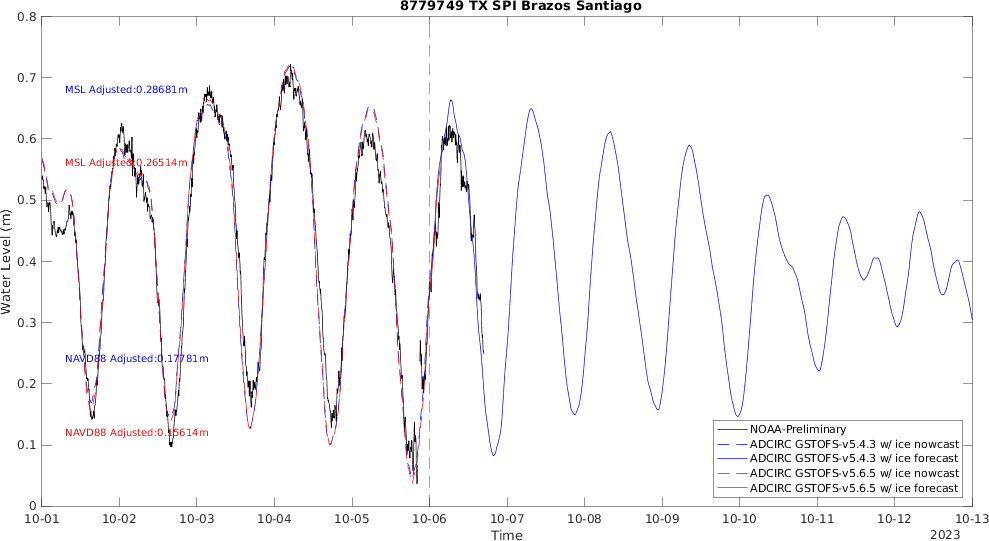 8779749 TX SPI Brazos Santiago
0.8
0.7
0.6
0.5
0.4
0.3
0.2
0.1
0
Water Level (m)
MSL Adjusted:0.28681m
MSL Adjusted:0.26514m
NAVD88 Adjusted:0.17781m
NAVD88 Adjusted:0.15614m
NOAA-Preliminary
ADCIRC GSTOFS-v5.4.3 w/ ice nowcast
ADCIRC GSTOFS-v5.4.3 w/ ice forecast
ADCIRC GSTOFS-v5.6.5 w/ ice nowcast
ADCIRC GSTOFS-v5.6.5 w/ ice forecast
10-01 10-02 10-03 10-04 10-05 10-06 10-07 10-08 10-09 10-10 10-11 10-12 10-13
Time
2023